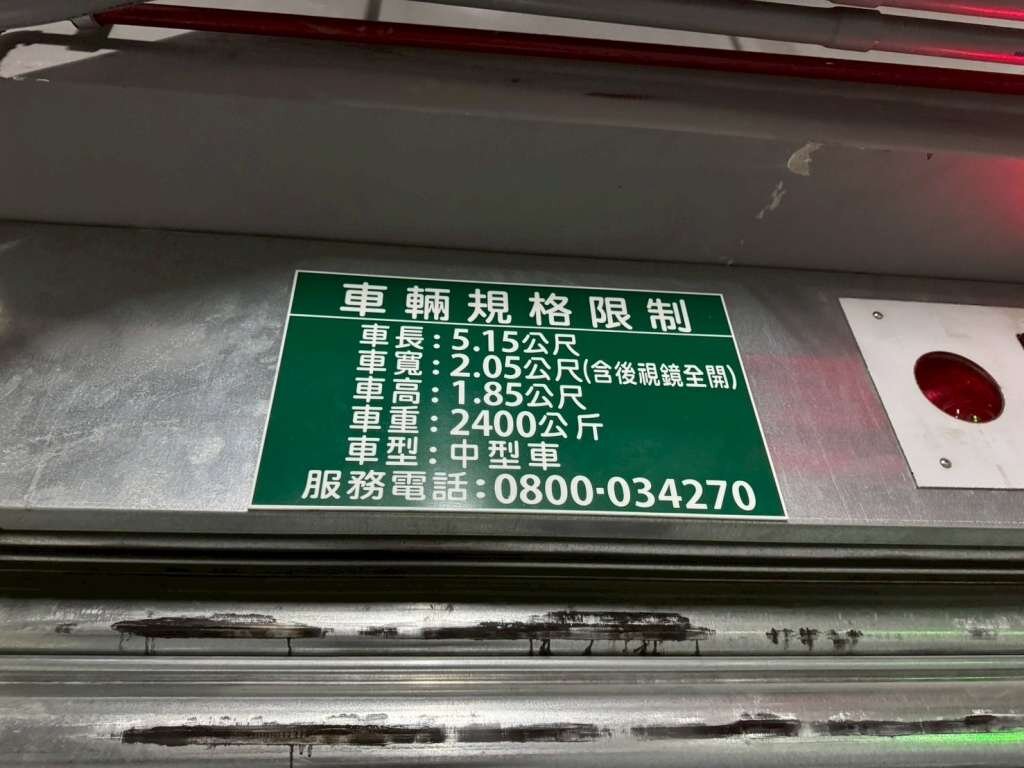 車輛規格限制
車長:5.15公尺
車寬:2.05公尺(含後視鏡全開)
車高:1.85公尺
車重:2400公斤
車型:中型車
服務電話:0800-034270